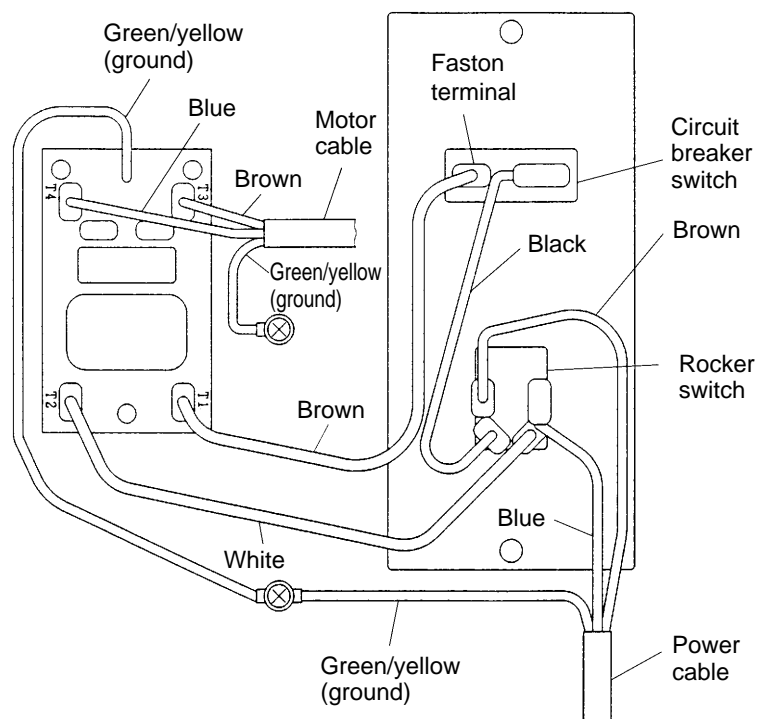 Green/yellow
(ground)
Blue
Motor
cable
Brown
Green/yellow
(ground)
T4
T3
T2
T1
Faston
terminal
Circuit
breaker
switch
Black
Brown
Rocker
switch
Brown
Blue
White
Green/yellow
(ground)
Power
cable